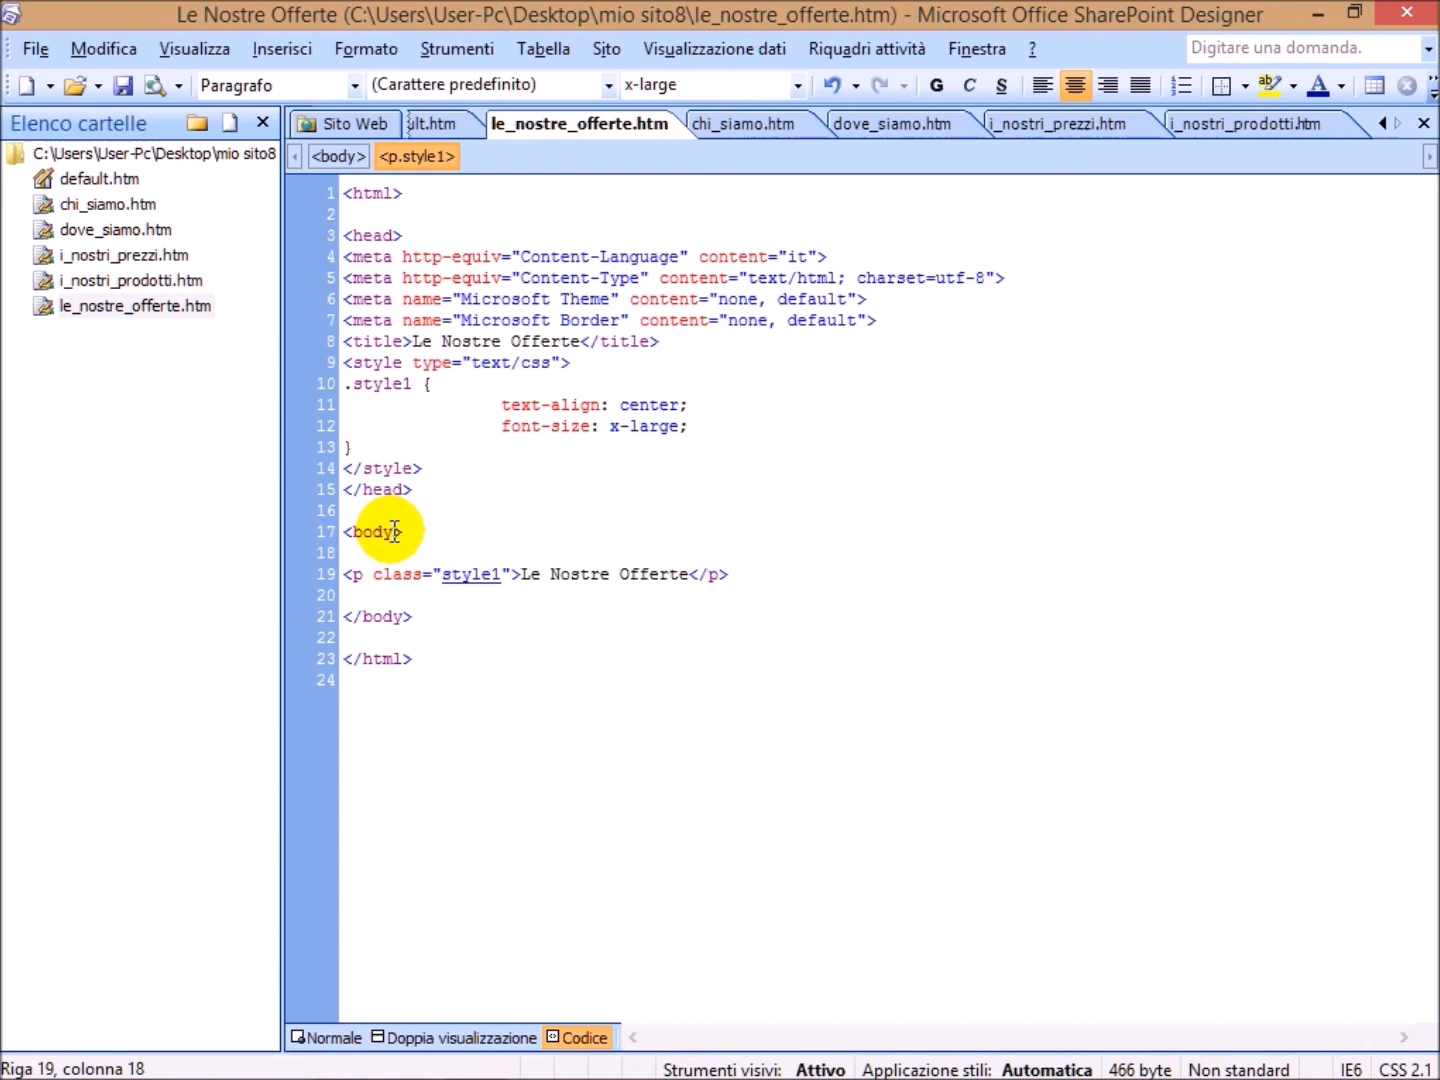 Le Nostre Offerte (C:\Users\User-Pc\Desktop\mio sito8\le_nostre_offerte.htm) - Microsoft Office SharePoint Designer
File Modifica Visualizza Inserisci Formato Strumenti Tabella Sito Visualizzazione dati Riquadri attività Finestra ? Digitare una domanda.
Paragrafo (Carattere predefinito) x-large G C S
Elenco cartelle
Sito Web ult.htm le_nostre_offerte.htm chi_siamo.htm dove_siamo.htm i_nostri_prezzi.htm i_nostri_prodotti.htm
C:\Users\User-Pc\Desktop\mio sito8
default.htm
chi_siamo.htm
dove_siamo.htm
i_nostri_prezzi.htm
i_nostri_prodotti.htm
le_nostre_offerte.htm
<body> <p.style1>
1 <html>
2
3 <head>
4 <meta http-equiv="Content-Language" content="it">
5 <meta http-equiv="Content-Type" content="text/html; charset=utf-8">
6 <meta name="Microsoft Theme" content="none, default">
7 <meta name="Microsoft Border" content="none, default">
8 <title>Le Nostre Offerte</title>
9 <style type="text/css">
10 .style1 {
11 text-align: center;
12 font-size: x-large;
13 }
14 </style>
15 </head>
16
17 <body>
18
19 <p class="style1">Le Nostre Offerte</p>
20
21 </body>
22
23 </html>
24
Normale Doppia visualizzazione Codice
Riga 19, colonna 18 Strumenti visivi: Attivo Applicazione stili: Automatica 466 byte Non standard IE6 CSS 2.1